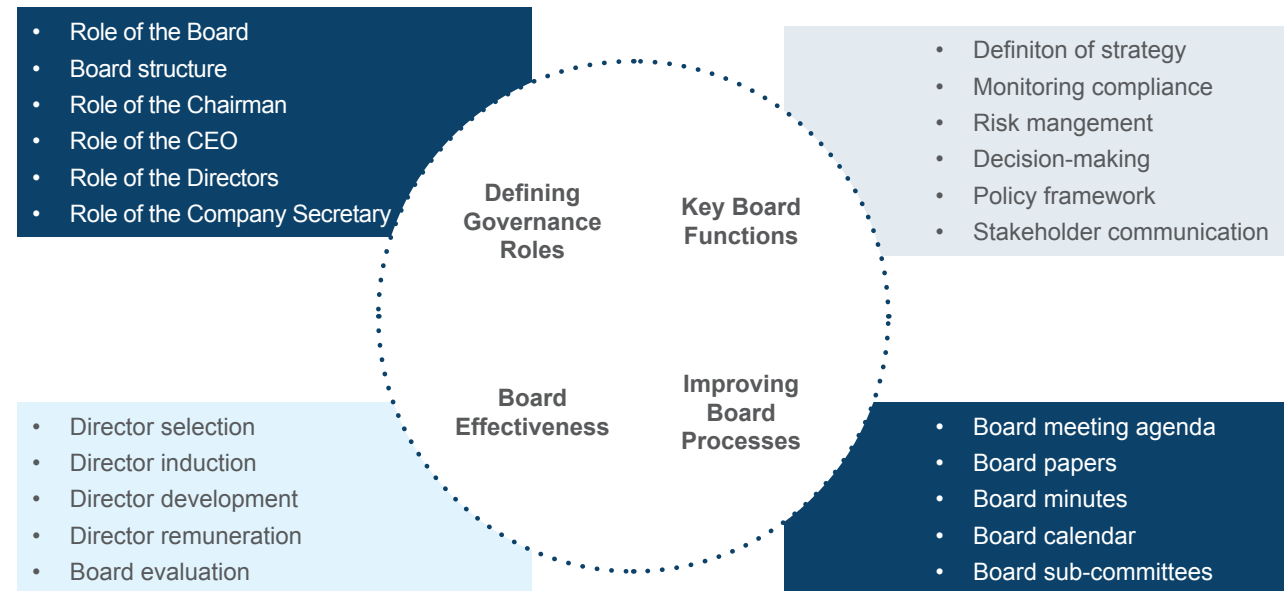 • Role of the Board
• Board structure
• Role of the Chairman
• Role of the CEO
• Role of the Directors
• Role of the Company Secretary
Defining
Governance
Roles
Key Board
Functions
• Definiton of strategy
• Monitoring compliance
• Risk mangement
• Decision-making
• Policy framework
• Stakeholder communication
• Director selection
• Director induction
• Director development
• Director remuneration
• Board evaluation
Board
Effectiveness
Improving
Board
Processes
• Board meeting agenda
• Board papers
• Board minutes
• Board calendar
• Board sub-committees